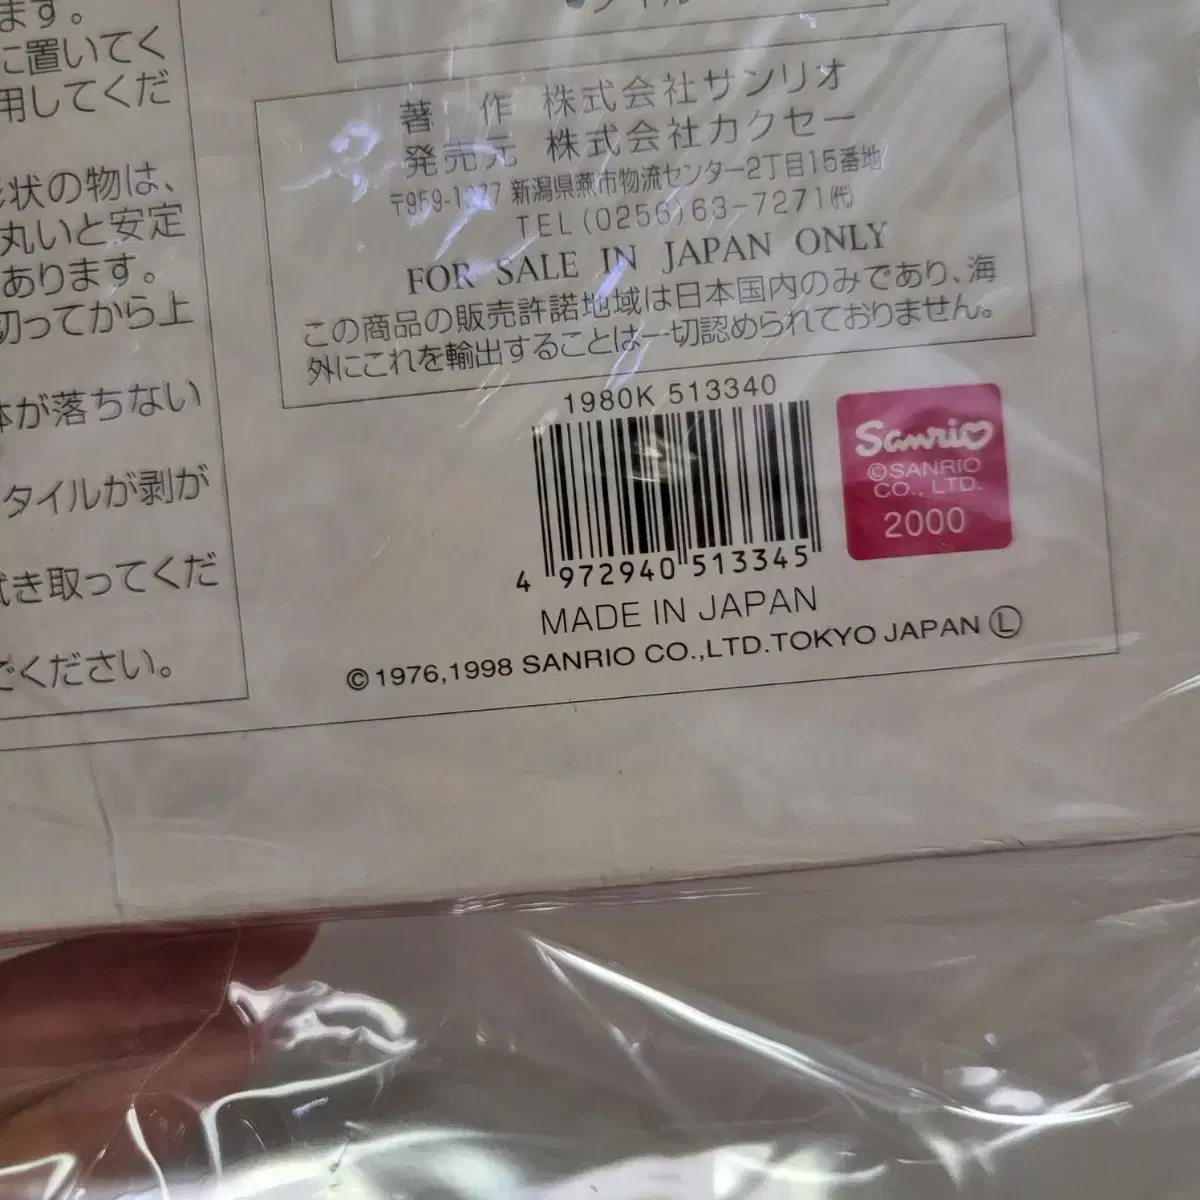 ます。
に置いてく
用してくだ
形状の物は、
丸いと安定
あります。
切ってから上
体が落ちない
タイルが剥が
拭き取ってくだ
でください。
著 作 株式会社サンリオ
発売元 株式会社カクセー
新潟県燕市物流センター2丁目15番地
TEL(0256)63-7271(代)
FOR SALE IN JAPAN ONLY
この商品の販売許諾地域は日本国内のみであり、海
外にこれを輸出することは一切認められておりません。
1980K 513340
4 972940 513345
Sanrio
©SANRIO
CO., LTD.
2000
MADE IN JAPAN
©1976,1998 SANRIO CO.,LTD.TOKYO JAPAN Ⓛ